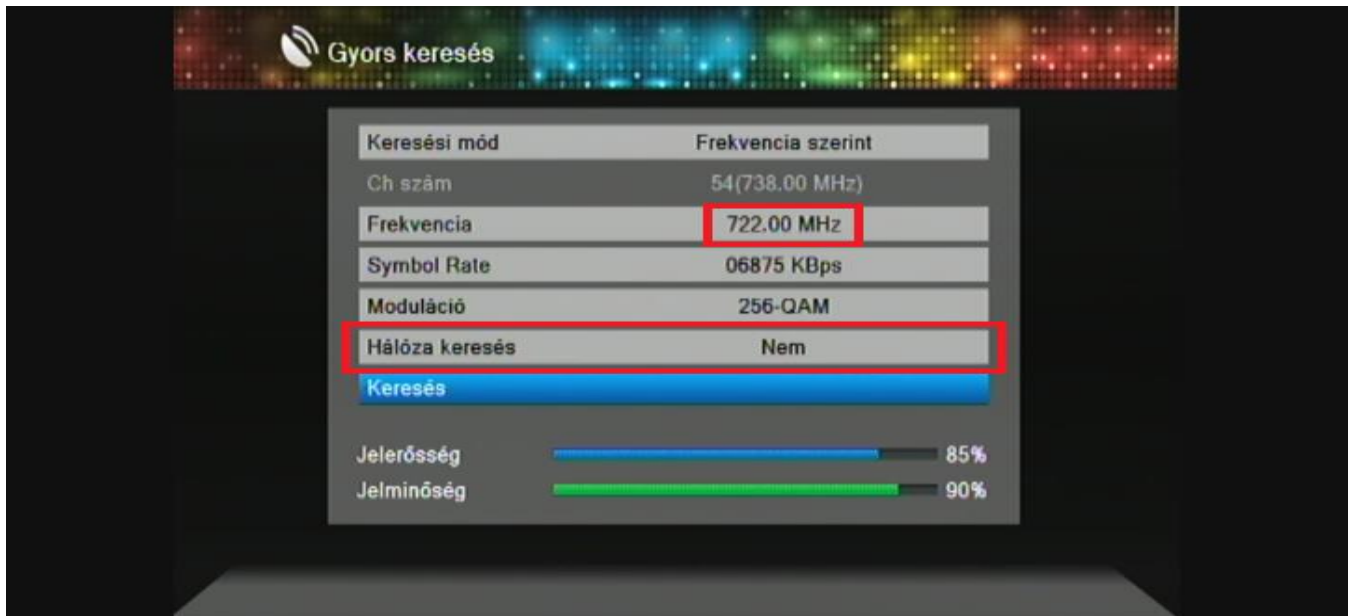 Gyors keresés
Keresési mód Frekvencia szerint
Ch szám 54(738.00 MHz)
Frekvencia 722.00 MHz
Symbol Rate 06875 KBps
Moduláció 256-QAM
Hálóza keresés Nem
Keresés
Jelerősség 85%
Jelminőség 90%